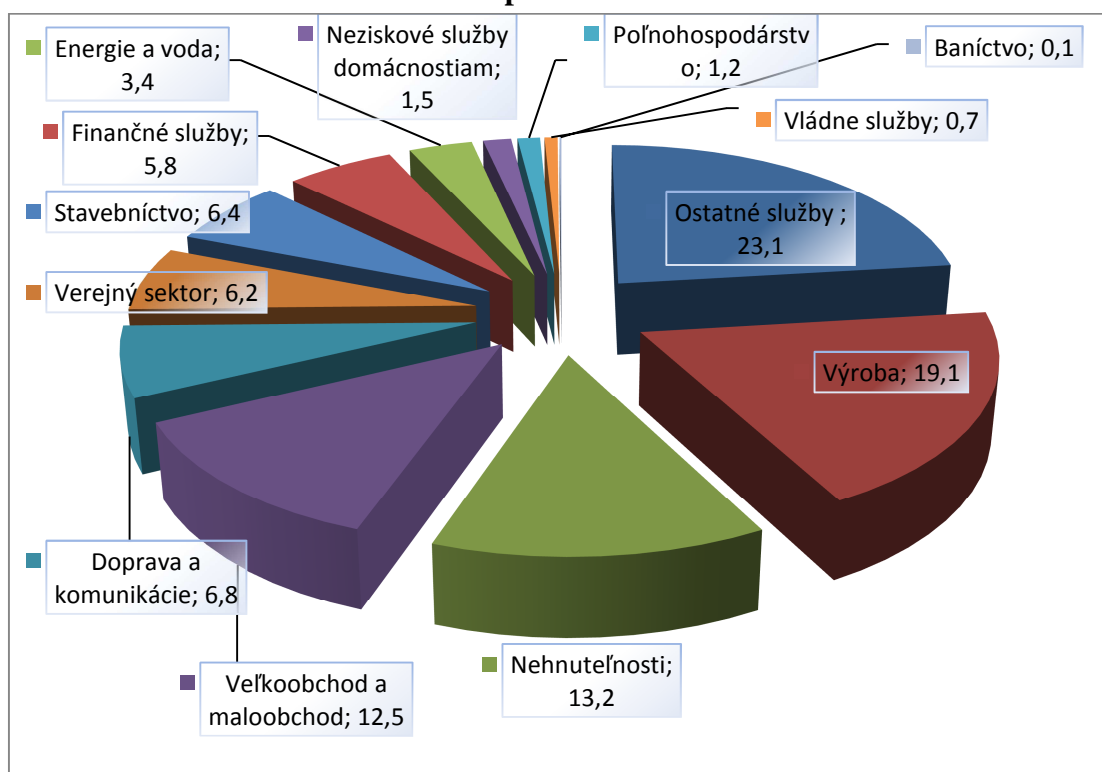 Energie a voda;
3,4
Neziskové služby
domácnostiam;
1,5
Poľnohospodárstv
o; 1,2
Baníctvo; 0,1
Vládne služby; 0,7
Finančné služby;
5,8
Stavebníctvo; 6,4
Verejný sektor; 6,2
Ostatné služby ;
23,1
Výroba; 19,1
Doprava a
komunikácie; 6,8
Veľkoobchod a
maloobchod; 12,5
Nehnuteľnosti;
13,2